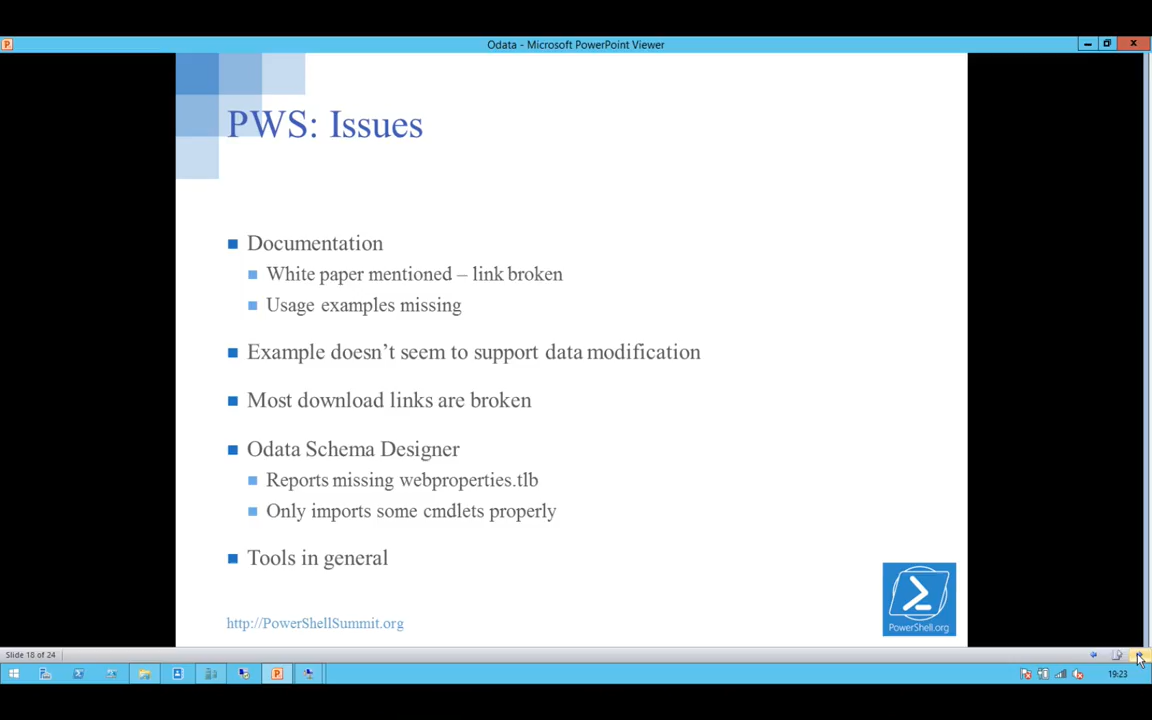 Odata - Microsoft PowerPoint Viewer
PWS: Issues
Documentation
White paper mentioned – link broken
Usage examples missing
Example doesn't seem to support data modification
Most download links are broken
Odata Schema Designer
Reports missing webproperties.tlb
Only imports some cmdlets properly
Tools in general
http://PowerShellSummit.org
PowerShell.org
Slide 18 of 24
19:23